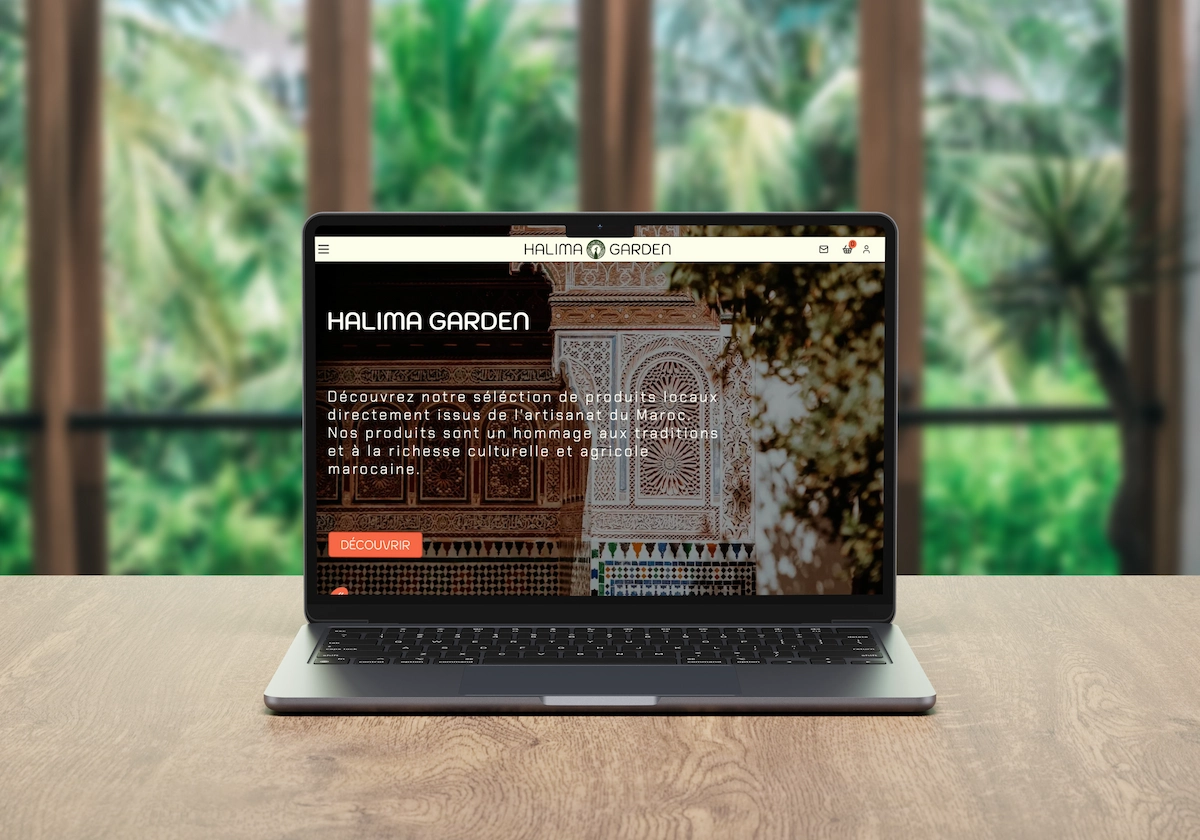 HALIMA GARDEN
HALIMA GARDEN
Découvrez notre séléction de produits locaux
directement issus de l'artisanat du Maroc.
Nos produits sont un hommage aux traditions
et à la richesse culturelle et agricole
marocaine.
DÉCOUVRIR